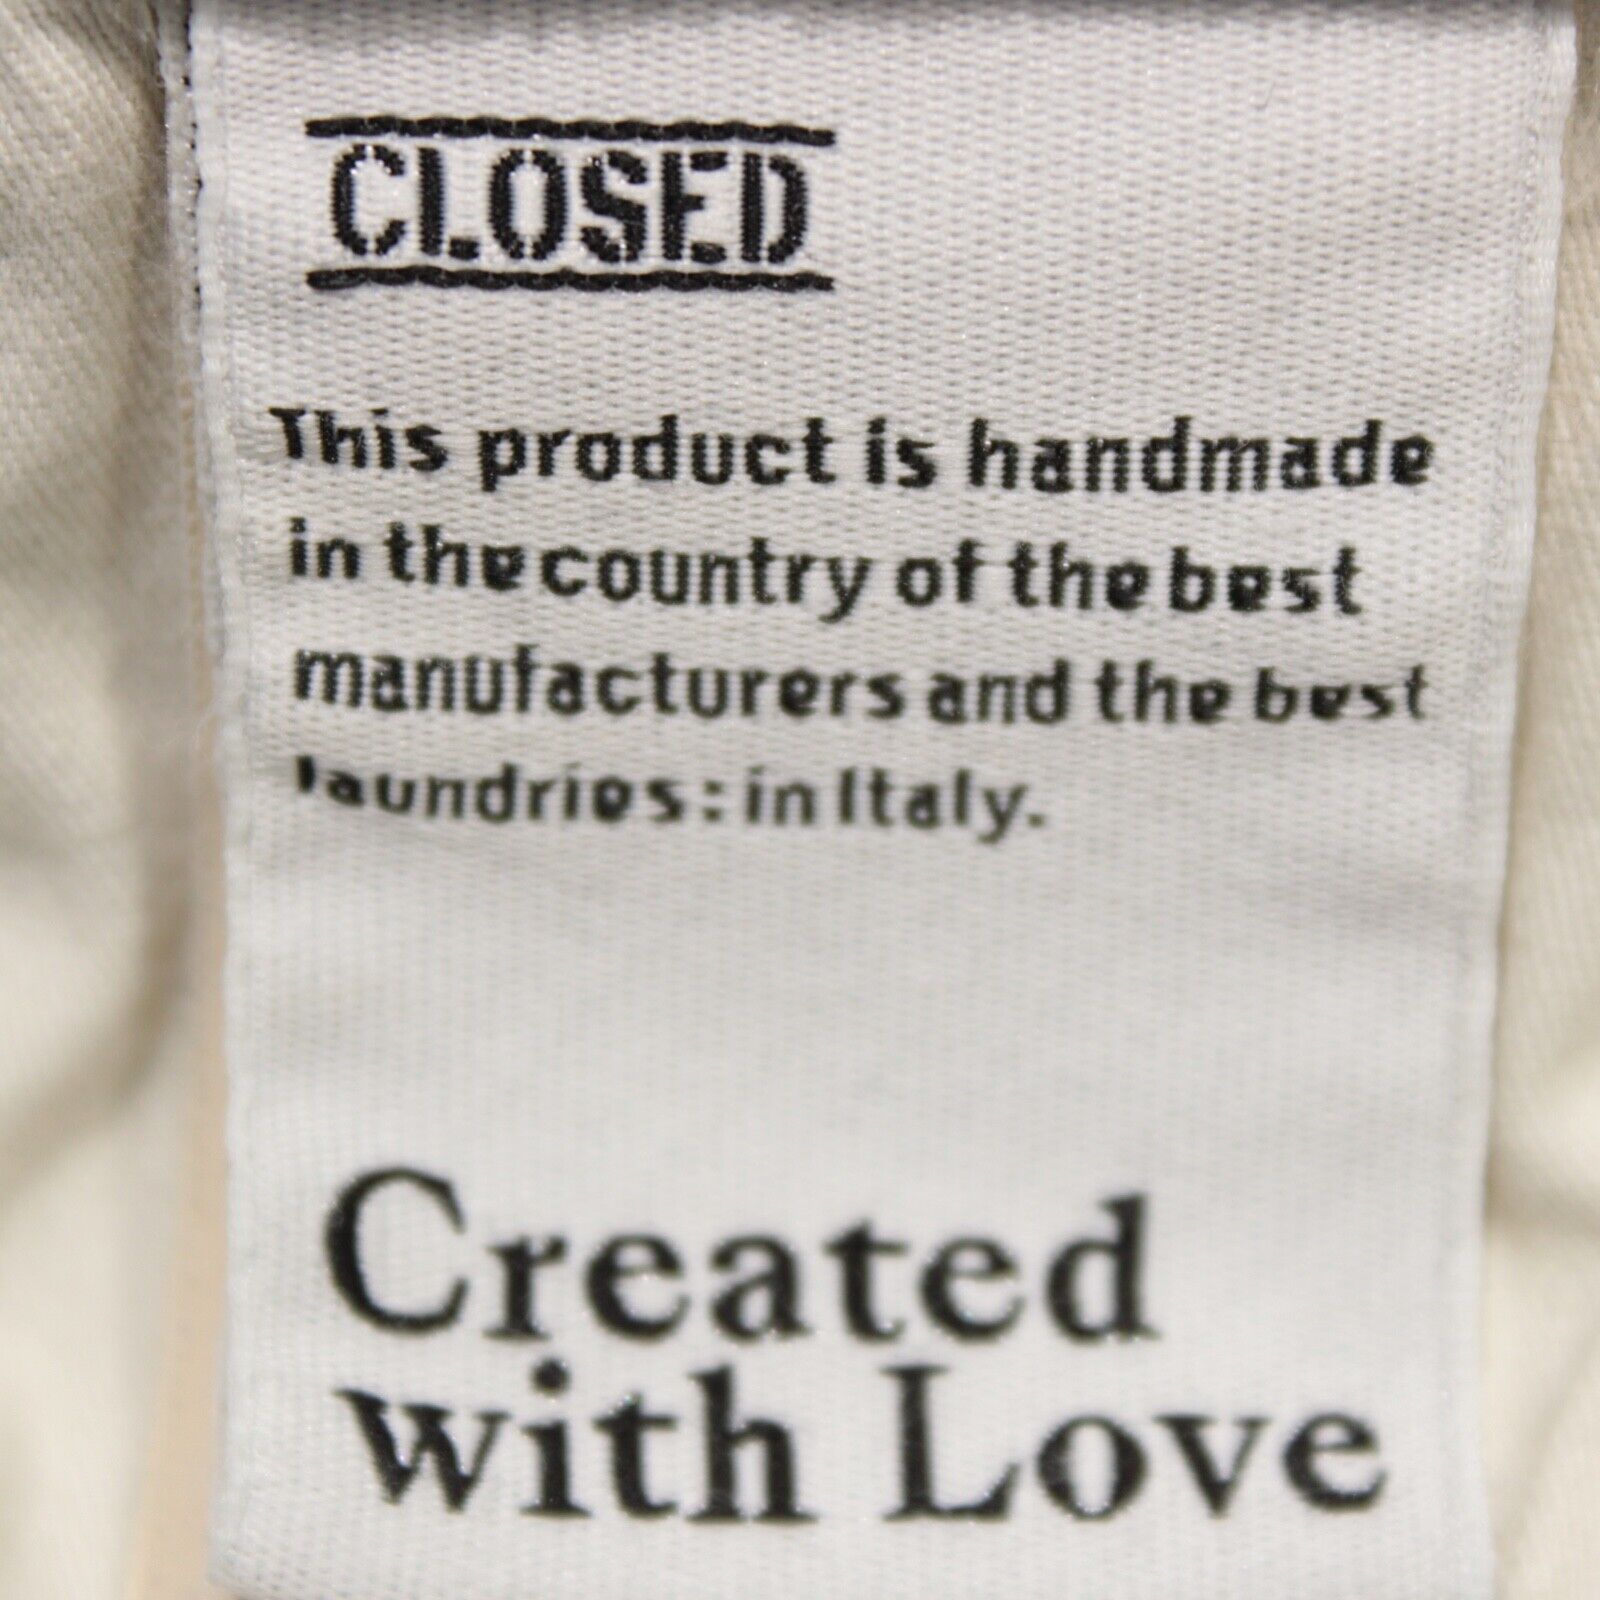 CLOSED
This product is handmade
in the country of the best
manufacturers and the best
laundries: in Italy.
Created
with Love